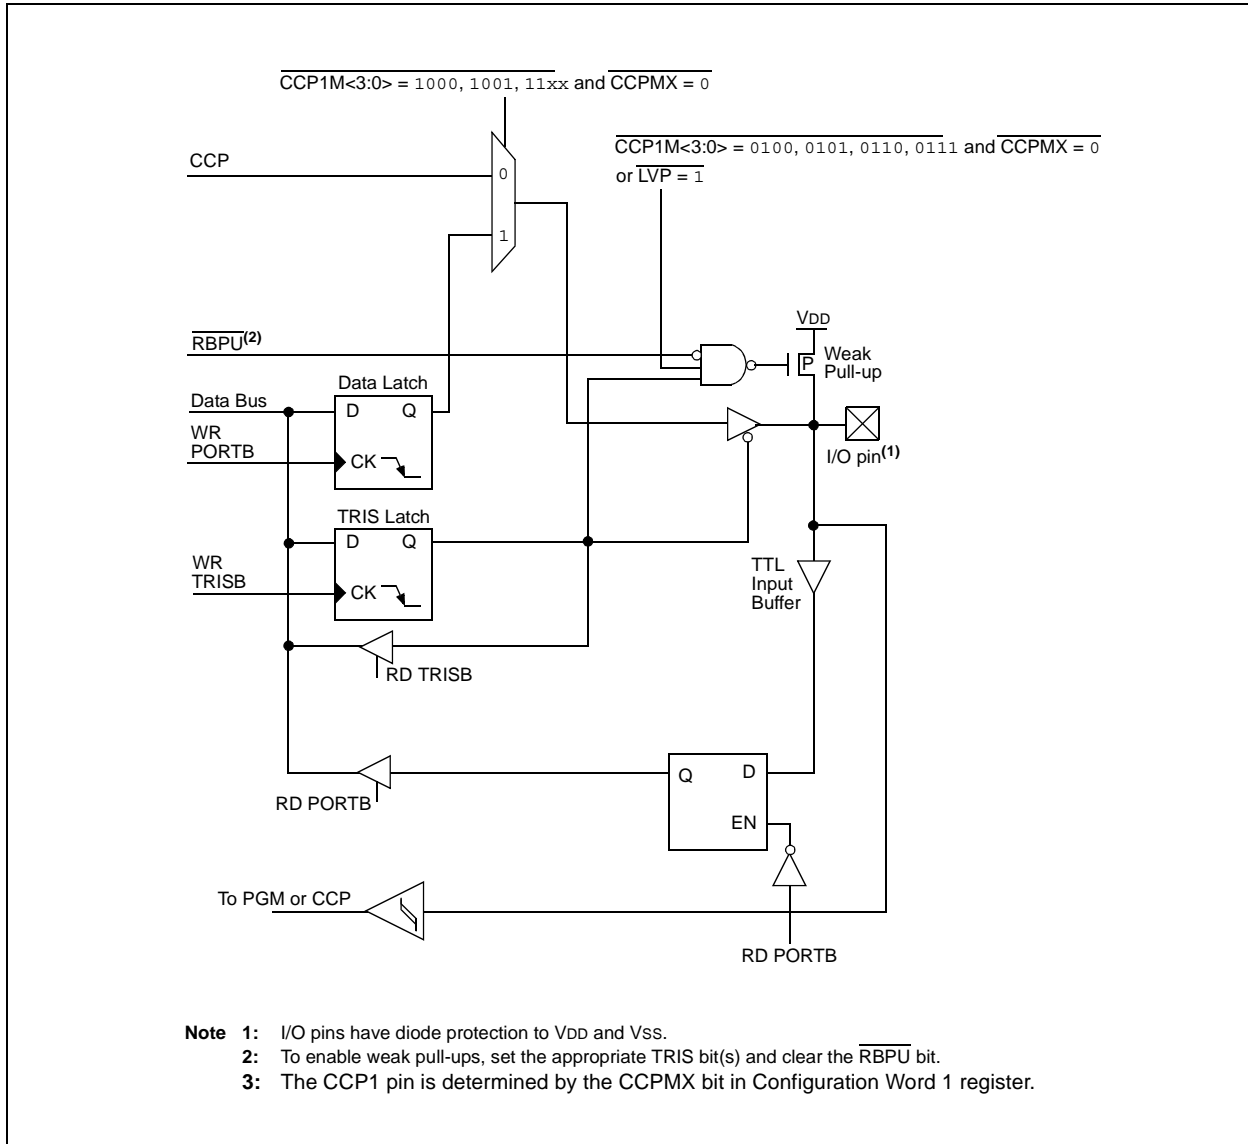 CCP1M<3:0> = 1000, 1001, 11xx and CCPMX = 0
CCP1M<3:0> = 0100, 0101, 0110, 0111 and CCPMX = 0
or LVP = 1
CCP
0
1
RBPU(2)
VDD
P
Weak
Pull-up
Data Bus
Data Latch
D Q
WR
PORTB
CK
I/O pin(1)
TRIS Latch
D Q
WR
TRISB
CK
TTL
Input
Buffer
RD TRISB
Q D
EN
RD PORTB
To PGM or CCP
RD PORTB
Note 1: I/O pins have diode protection to VDD and VSS.
2: To enable weak pull-ups, set the appropriate TRIS bit(s) and clear the RBPU bit.
3: The CCP1 pin is determined by the CCPMX bit in Configuration Word 1 register.